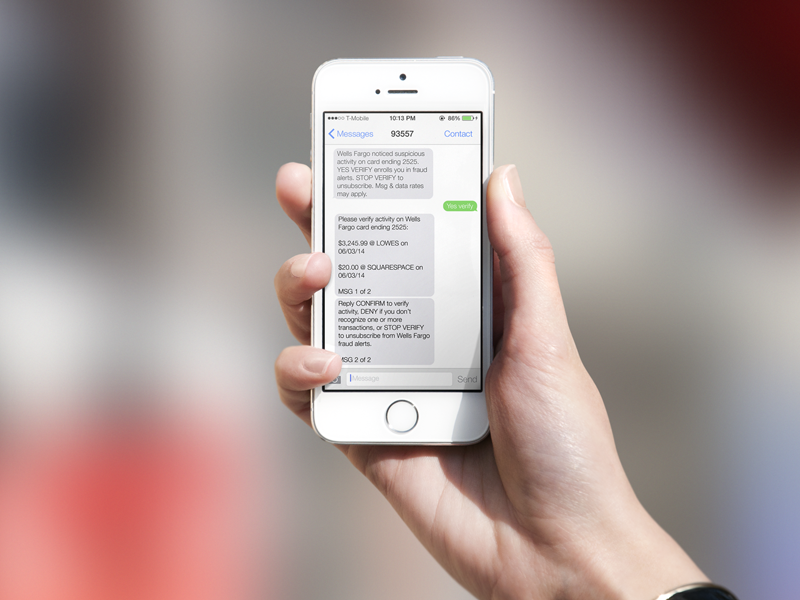 T-Mobile 10:13 PM 86%
Messages 93557 Contact
Wells Fargo noticed suspicious
activity on card ending 2525.
YES VERIFY enrolls you in fraud
alerts. STOP VERIFY to
unsubscribe. Msg & data rates
may apply.
Yes verify
Please verify activity on Wells
Fargo card ending 2525:
$3,245.99 @ LOWES on
06/03/14
$20.00 @ SQUARESPACE on
06/03/14
MSG 1 of 2
Reply CONFIRM to verify
activity, DENY if you don't
recognize one or more
transactions, or STOP VERIFY
to unsubscribe from Wells Fargo
fraud alerts.
MSG 2 of 2
Message Send